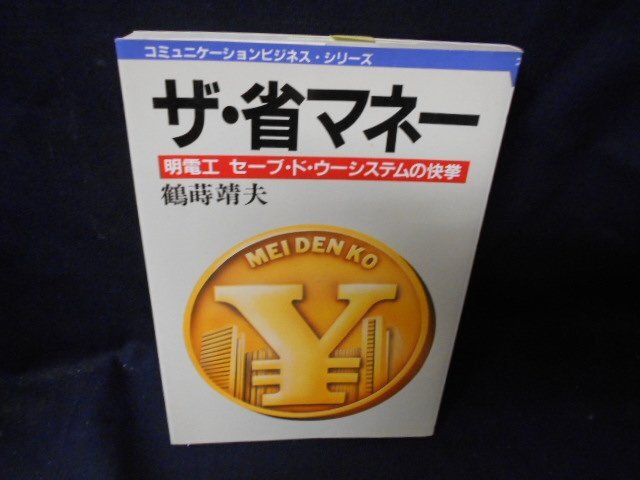 コミュニケーションビジネス・シリーズ
ザ・省マネー
明電工 セーブ・ド・ウーシステムの快挙
鶴蒔靖夫
MEI DEN KO
¥